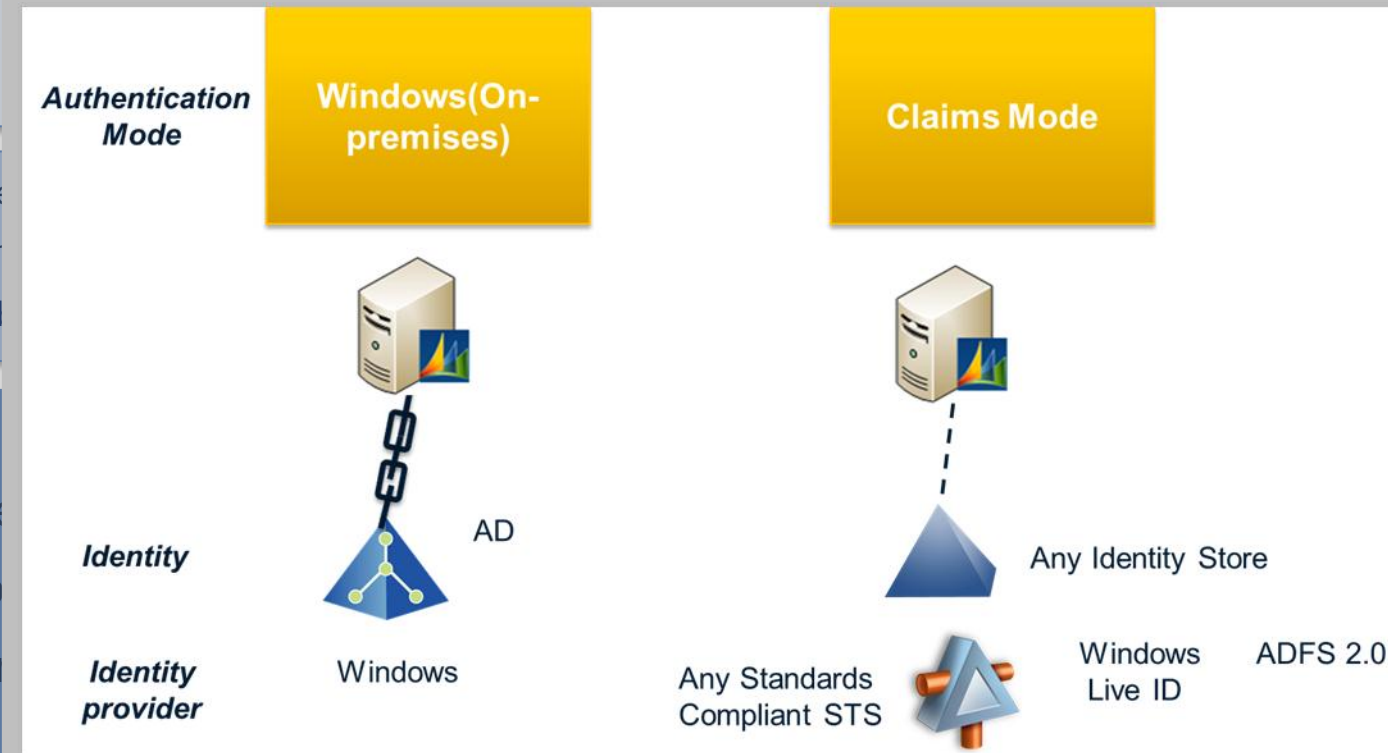 Authentication
Mode
Windows(On-
premises)
Claims Mode
Identity
AD
Any Identity Store
Identity
provider
Windows
Any Standards
Compliant STS
Windows
Live ID
ADFS 2.0